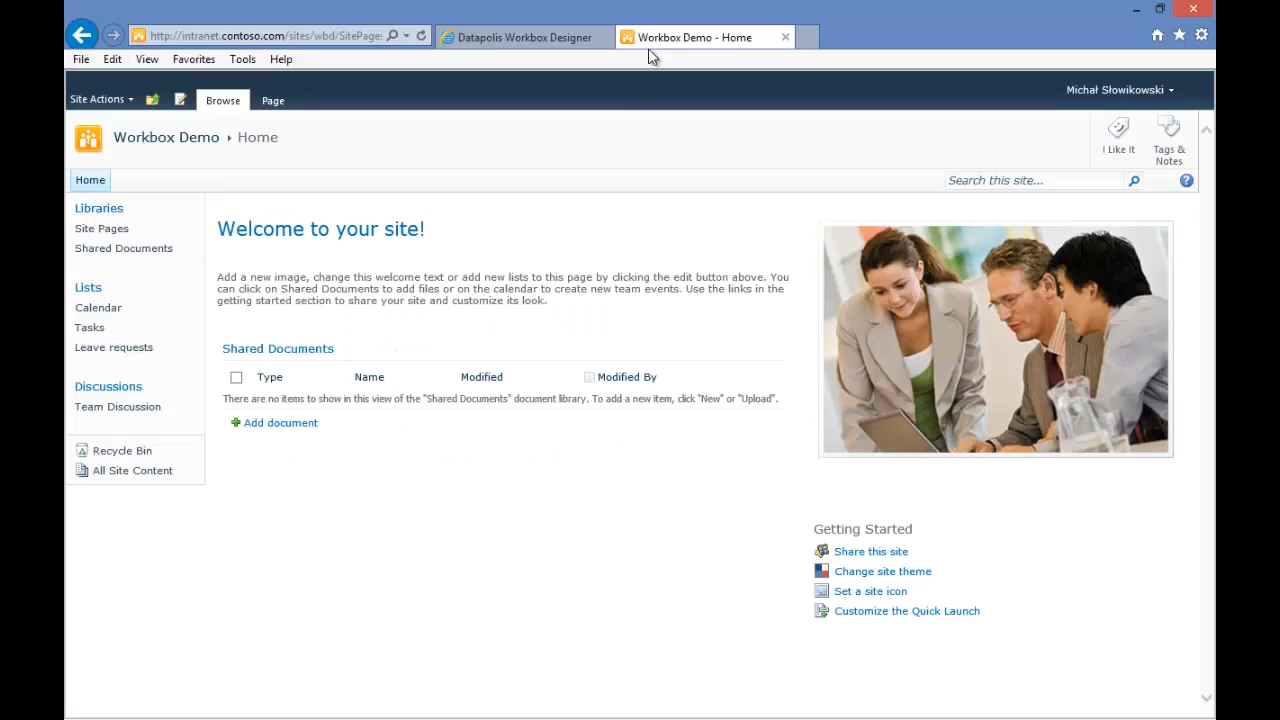 http://intranet.contoso.com/sites/wbd/SitePage
Datapolis Workbox Designer
Workbox Demo - Home
File Edit View Favorites Tools Help
Site Actions Browse Page Michał Słowikowski
Workbox Demo Home
I Like It
Tags &
Notes
Home
Search this site...
Libraries
Site Pages
Shared Documents
Lists
Calendar
Tasks
Leave requests
Discussions
Team Discussion
Recycle Bin
All Site Content
Welcome to your site!
Add a new image, change this welcome text or add new lists to this page by clicking the edit button above. You
can click on Shared Documents to add files or on the calendar to create new team events. Use the links in the
getting started section to share your site and customize its look.
Shared Documents
Type Name Modified Modified By
There are no items to show in this view of the "Shared Documents" document library. To add a new item, click "New" or "Upload".
Add document
Getting Started
Share this site
Change site theme
Set a site icon
Customize the Quick Launch